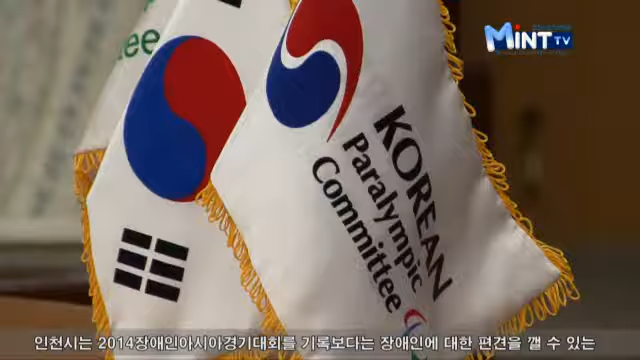 MiNT TV
ee
KOREAN
Paralympic
Committee
인천시는 2014장애인아시아경기대회를 기록보다는 장애인에 대한 편견을 깰 수 있는